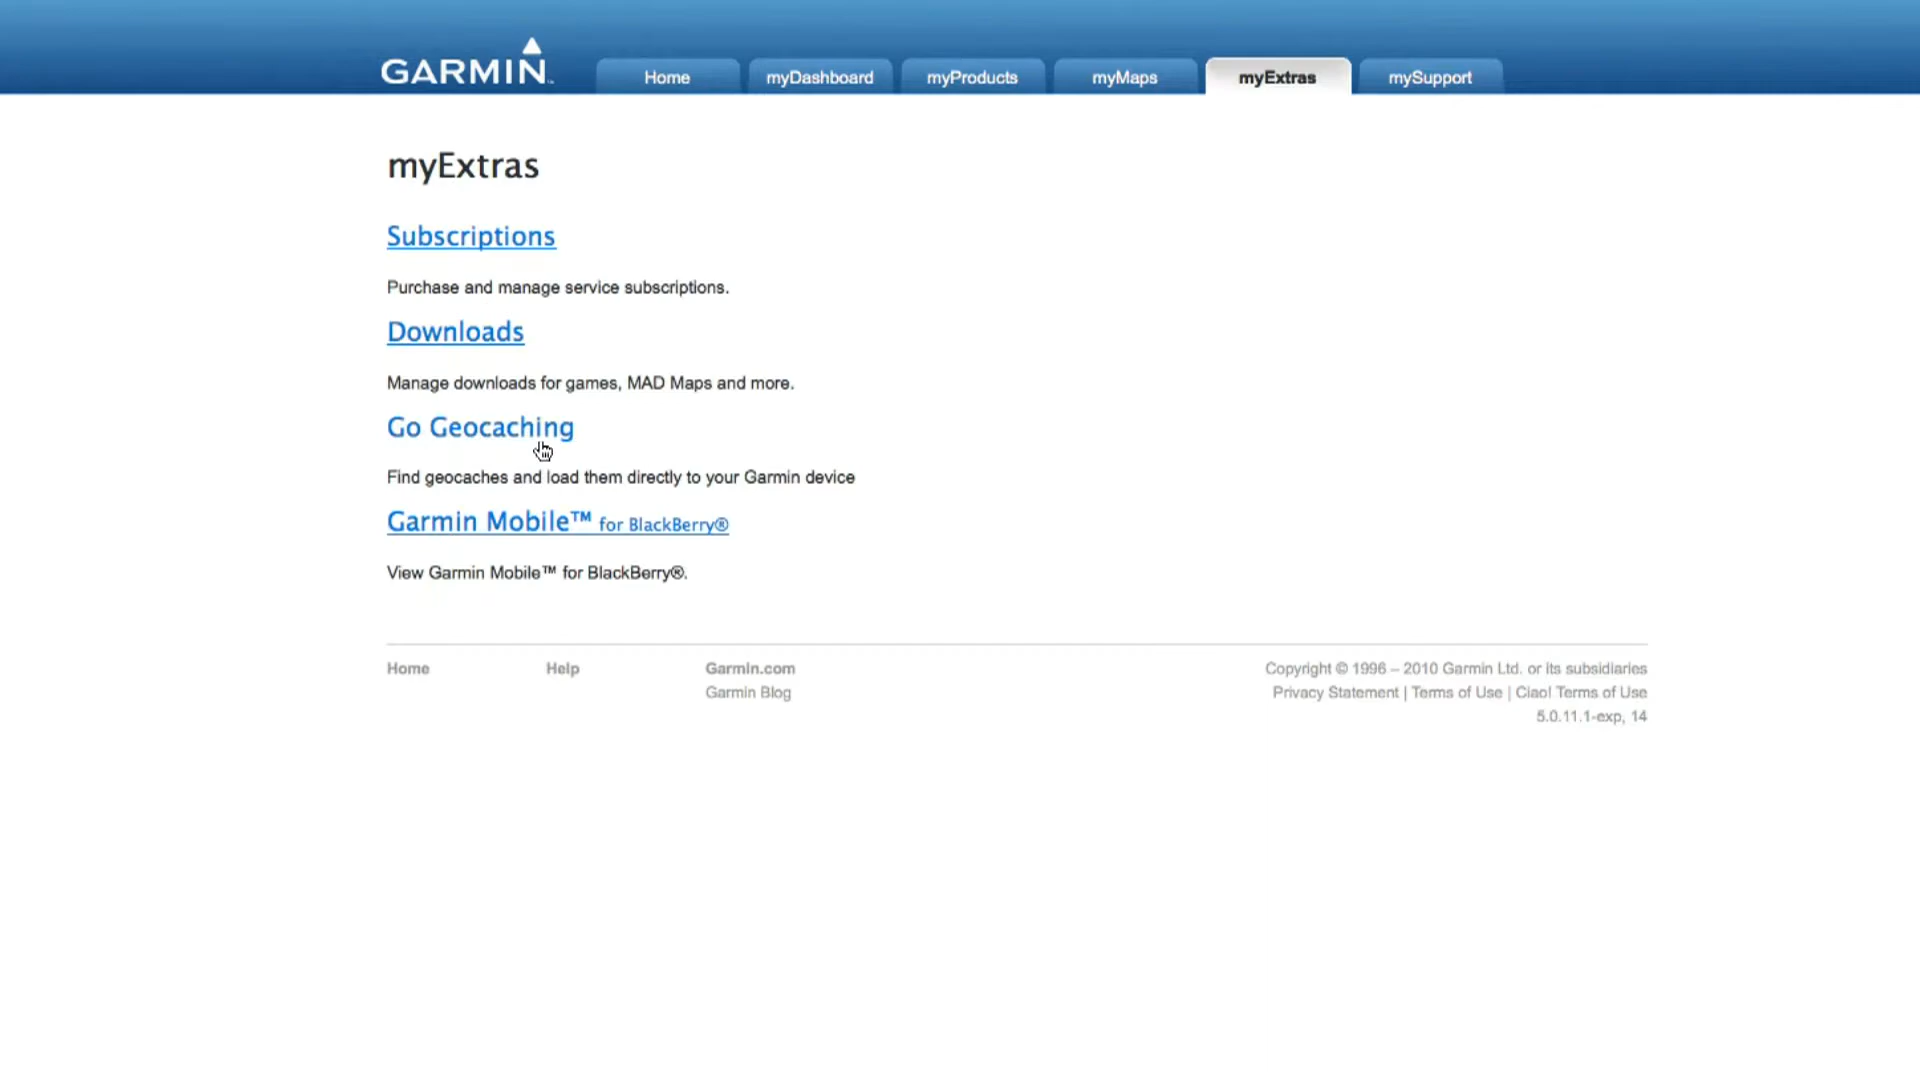 GARMIN™
Home
myDashboard
myProducts
myMaps
myExtras
mySupport
myExtras
Subscriptions
Purchase and manage service subscriptions.
Downloads
Manage downloads for games, MAD Maps and more.
Go Geocaching
Find geocaches and load them directly to your Garmin device
Garmin Mobile™ for BlackBerry®
View Garmin Mobile™ for BlackBerry®.
Home
Help
Garmin.com
Garmin Blog
Copyright © 1996 – 2010 Garmin Ltd. or its subsidiaries
Privacy Statement | Terms of Use | Ciao! Terms of Use
5.0.11.1-exp, 14